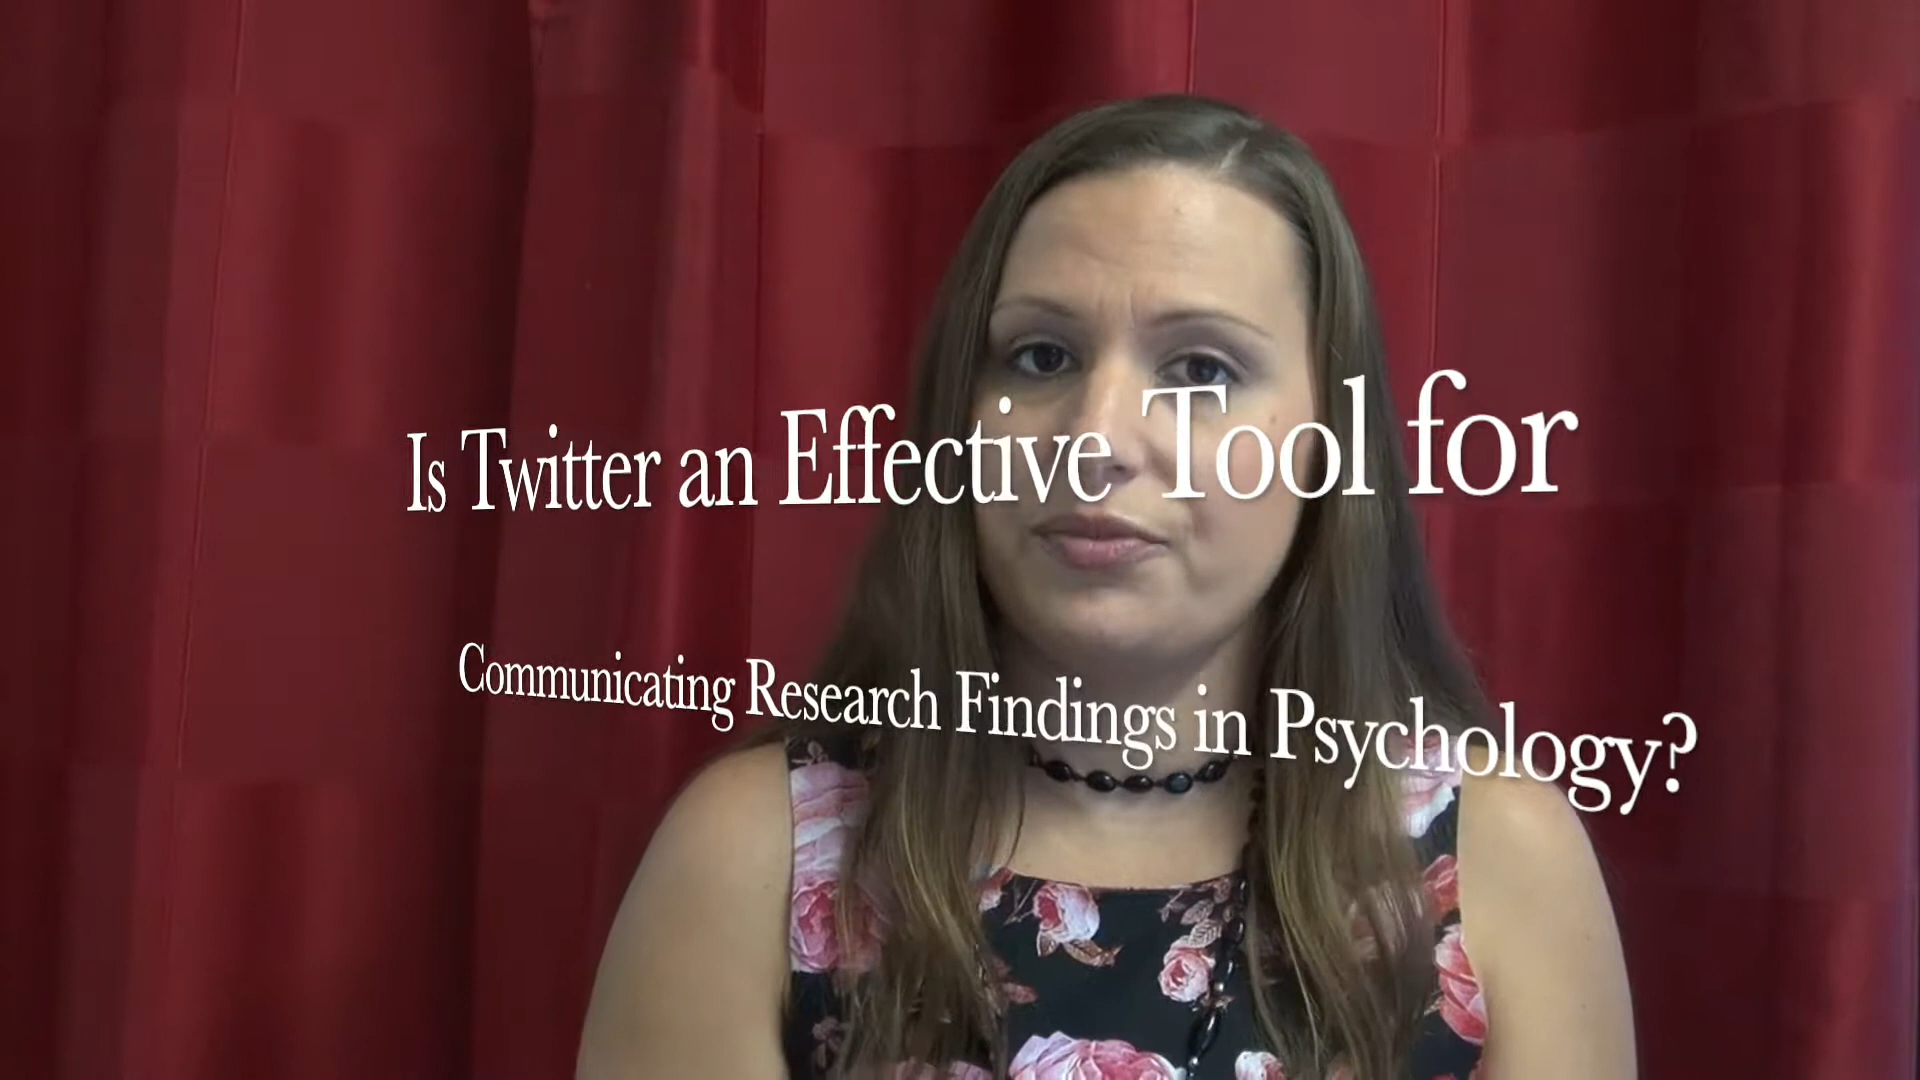 Is Twitter an Effective Tool for
Communicating Research Findings in Psychology?